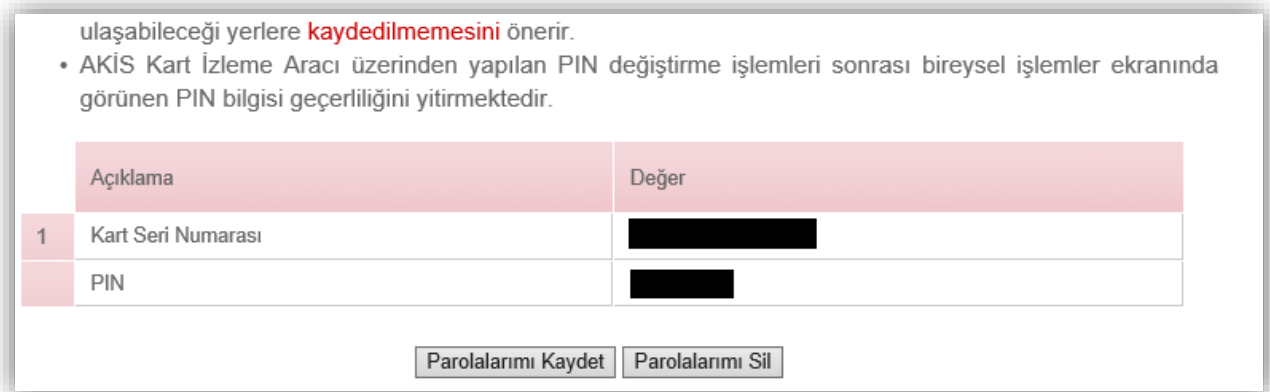 ulaşabileceği yerlere kaydedilmemesini önerir.
• AKİS Kart İzleme Aracı üzerinden yapılan PIN değiştirme işlemleri sonrası bireysel işlemler ekranında
görünen PIN bilgisi geçerliliğini yitirmektedir.
Açıklama Değer
1 Kart Seri Numarası
PIN
Parolalarımı Kaydet Parolalarımı Sil